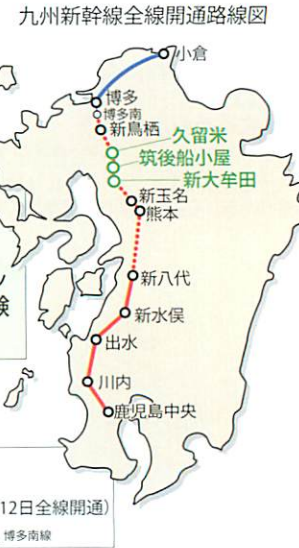 九州新幹線全線開通路線図
小倉
博多
博多南
新鳥栖
久留米
筑後船小屋
新大牟田
新玉名
熊本
新八代
新水俣
出水
川内
鹿児島中央
験
12日全線開通)
博多南線